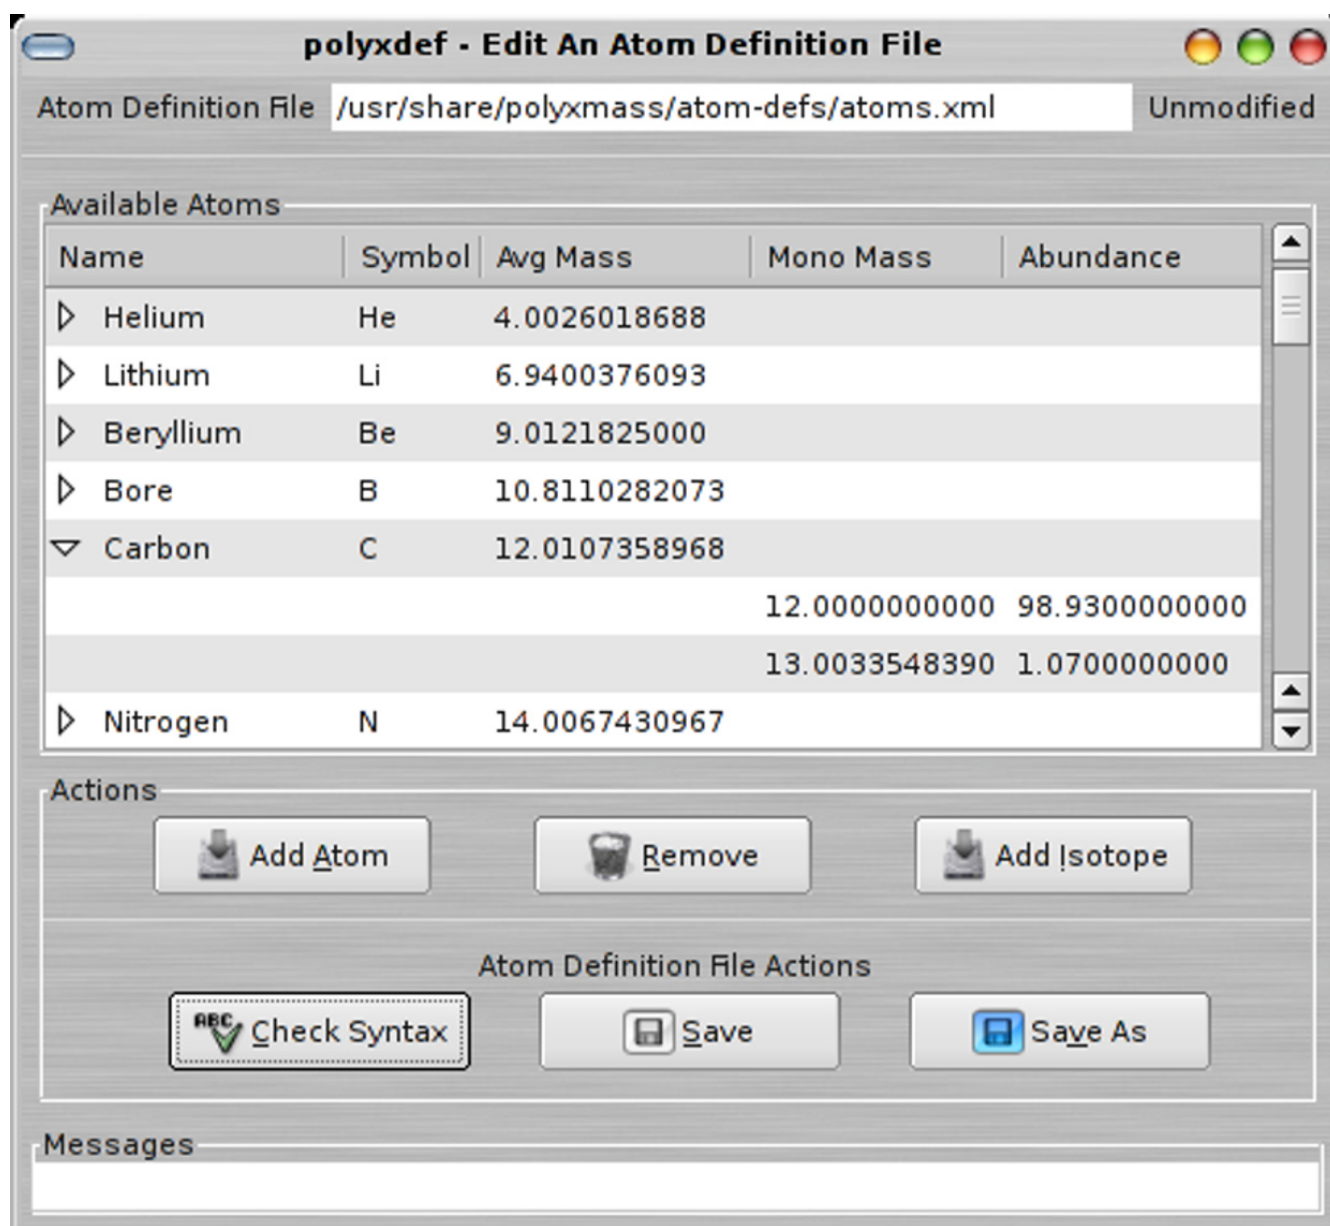 polyxdef - Edit An Atom Definition File
Atom Definition File /usr/share/polyxmass/atom-defs/atoms.xml Unmodified
Available Atoms
Name Symbol Avg Mass Mono Mass Abundance
Helium He 4.0026018688
Lithium Li 6.9400376093
Beryllium Be 9.0121825000
Bore B 10.8110282073
Carbon C 12.0107358968
12.0000000000 98.9300000000
13.0033548390 1.0700000000
Nitrogen N 14.0067430967
Actions
Add Atom Remove Add Isotope
Atom Definition File Actions
ABC Check Syntax Save Save As
Messages